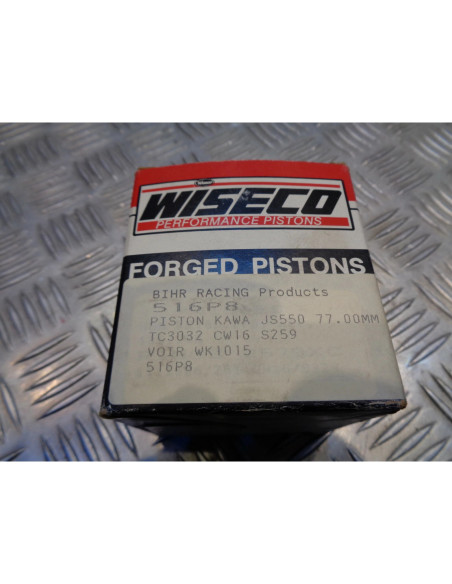 WISECO
PERFORMANCE PISTONS
FORGED PISTONS
BIHR RACING Products
516P8
PISTON KAWA JS550 77.00MM
TC3032 CW16 S259
VOIR WK1015
516P8